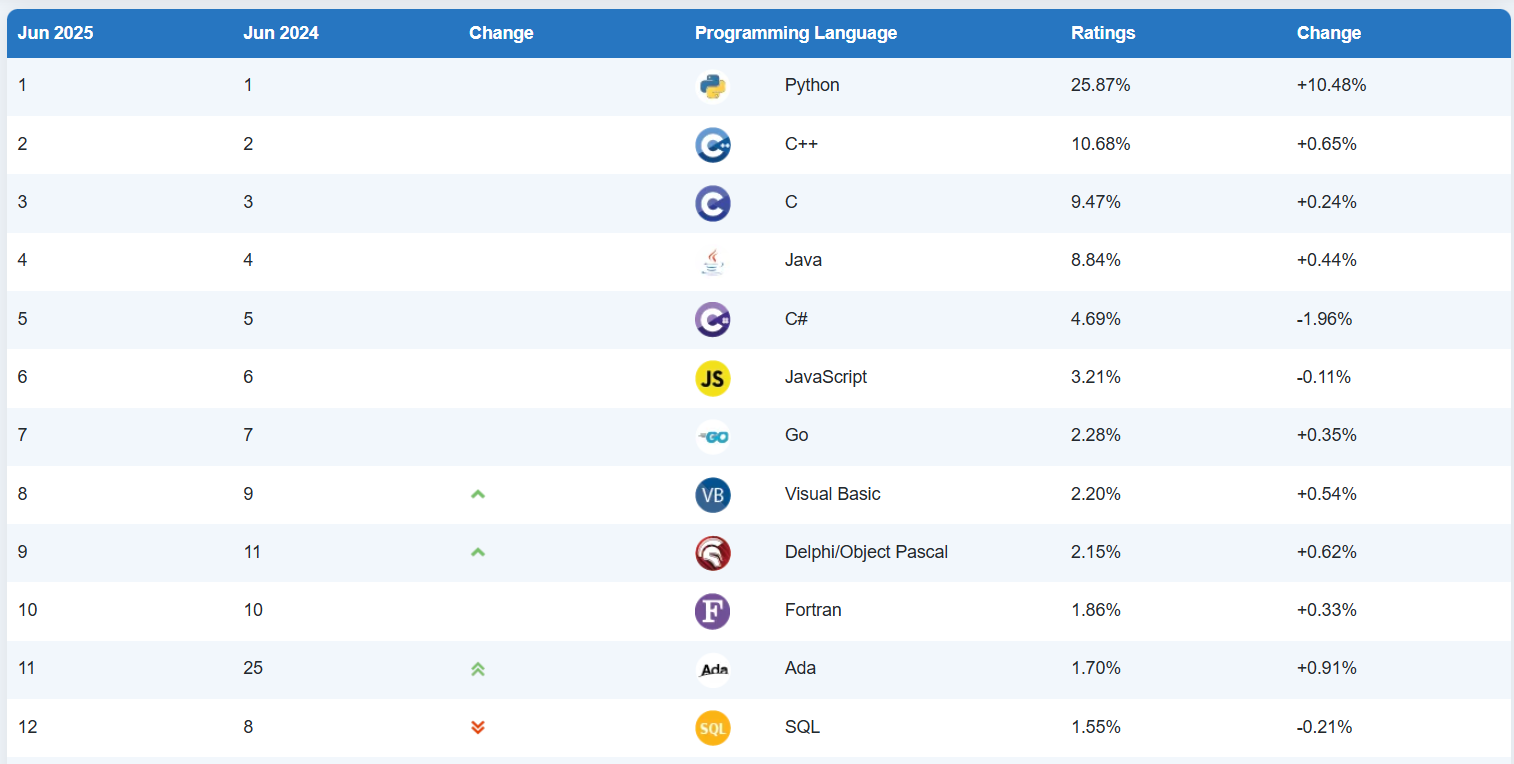 Jun 2025 Jun 2024 Change Programming Language Ratings Change
1 1 Python 25.87% +10.48%
2 2 C++ 10.68% +0.65%
3 3 C 9.47% +0.24%
4 4 Java 8.84% +0.44%
5 5 C# 4.69% -1.96%
6 6 JS JavaScript 3.21% -0.11%
7 7 GO Go 2.28% +0.35%
8 9 VB Visual Basic 2.20% +0.54%
9 11 Delphi/Object Pascal 2.15% +0.62%
10 10 F Fortran 1.86% +0.33%
11 25 Ada Ada 1.70% +0.91%
12 8 SQL SQL 1.55% -0.21%